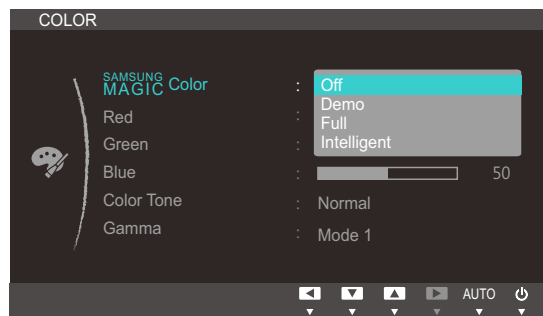 COLOR
SAMSUNG
MAGIC Color : Off
Demo
Red :
Full
Green : Intelligent
Blue : 50
Color Tone : Normal
Gamma : Mode 1
AUTO